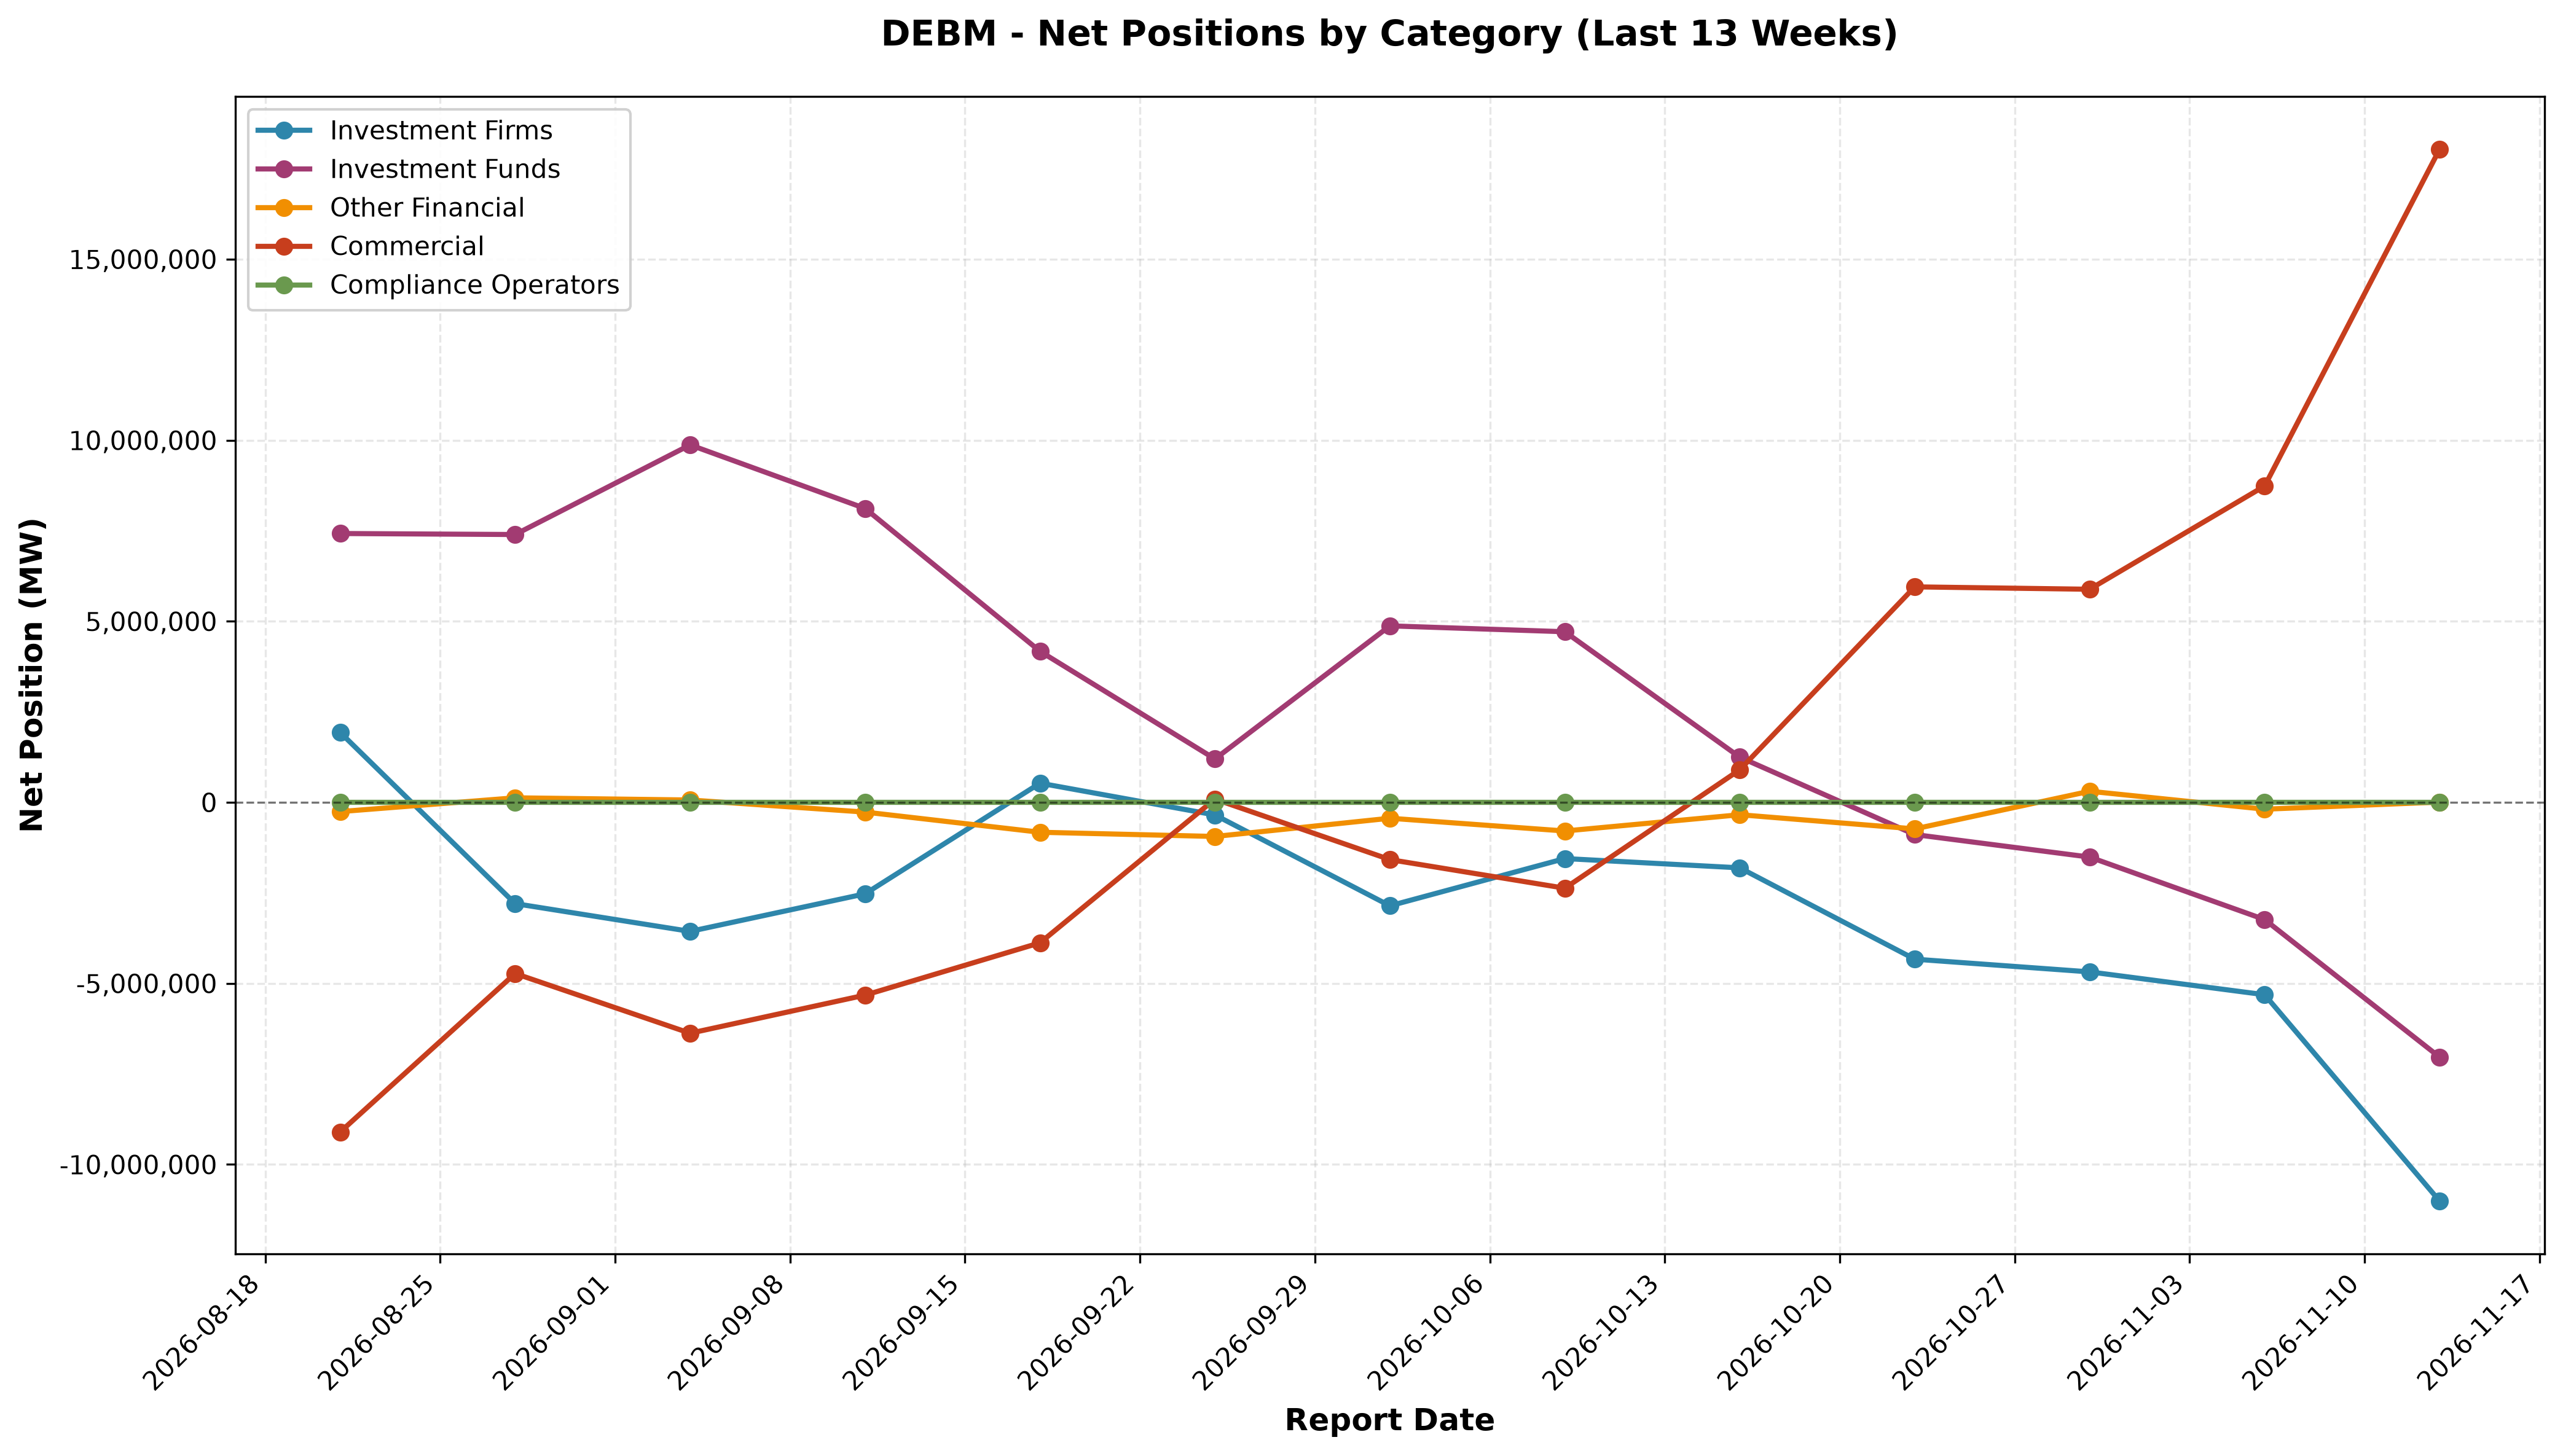 DEBM - Net Positions by Category (Last 13 Weeks)
Investment Firms
Investment Funds
Other Financial
Commercial
Compliance Operators
Net Position (MW)
15,000,000
10,000,000
5,000,000
0
-5,000,000
-10,000,000
2026-08-18
2026-08-25
2026-09-01
2026-09-08
2026-09-15
2026-09-22
2026-09-29
2026-10-06
2026-10-13
2026-10-20
2026-10-27
2026-11-03
2026-11-10
2026-11-17
Report Date